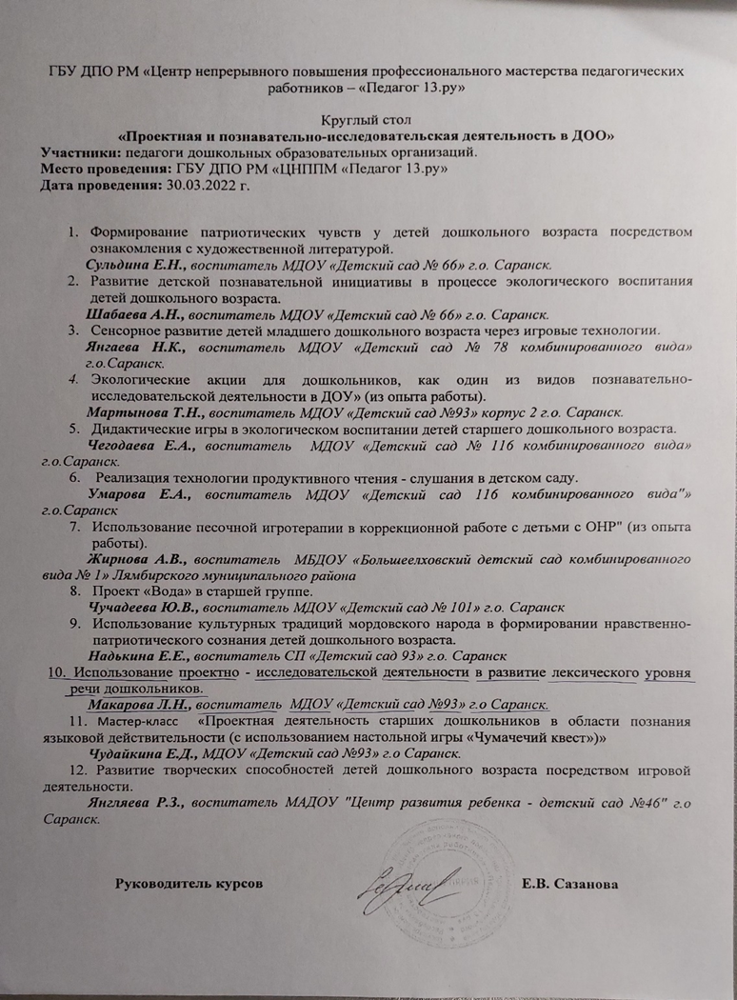 ГБУ ДПО РМ «Центр непрерывного повышения профессионального мастерства педагогических
работников – «Педагог 13.ру»
Круглый стол
«Проектная и познавательно-исследовательская деятельность в ДОО»
Участники: педагоги дошкольных образовательных организаций.
Место проведения: ГБУ ДПО РМ «ЦНППМ «Педагог 13.ру»
Дата проведения: 30.03.2022 г.
1. Формирование патриотических чувств у детей дошкольного возраста посредством
ознакомления с художественной литературой.
Сульдина Е.Н., воспитатель МДОУ «Детский сад № 66» г.о. Саранск.
2. Развитие детской познавательной инициативы в процессе экологического воспитания
детей дошкольного возраста.
Шабаева А.Н., воспитатель МДОУ «Детский сад № 66» г.о. Саранск.
3. Сенсорное развитие детей младшего дошкольного возраста через игровые технологии.
Янгаева Н.К., воспитатель МДОУ «Детский сад № 78 комбинированного вида»
г.о.Саранск.
4. Экологические акции для дошкольников, как один из видов познавательно-
исследовательской деятельности в ДОУ» (из опыта работы).
Мартынова Т.Н., воспитатель МДОУ «Детский сад №93» корпус 2 г.о. Саранск.
5. Дидактические игры в экологическом воспитании детей старшего дошкольного возраста.
Чегодаева Е.А., воспитатель МДОУ «Детский сад № 116 комбинированного вида»
г.о.Саранск.
6. Реализация технологии продуктивного чтения - слушания в детском саду.
Умарова Е.А., воспитатель МДОУ «Детский сад 116 комбинированного вида"»
г.о.Саранск
7. Использование песочной игротерапии в коррекционной работе с детьми с ОНР" (из опыта
работы).
Жирнова А.В., воспитатель МБДОУ «Большеелховский детский сад комбинированного
вида № 1» Лямбирского муниципального района
8. Проект «Вода» в старшей группе.
Чучадеева Ю.В., воспитатель МДОУ «Детский сад № 101» г.о. Саранск
9. Использование культурных традиций мордовского народа в формировании нравственно-
патриотического сознания детей дошкольного возраста.
Надькина Е.Е., воспитатель СП «Детский сад 93» г.о. Саранск
10. Использование проектно - исследовательской деятельности в развитие лексического уровня
речи дошкольников.
Макарова Л.Н., воспитатель МДОУ «Детский сад №93» г.о Саранск.
11. Мастер-класс «Проектная деятельность старших дошкольников в области познания
языковой действительности (с использованием настольной игры «Чумачечий квест»)»
Чудайкина Е.Д., МДОУ «Детский сад №93» г.о Саранск.
12. Развитие творческих способностей детей дошкольного возраста посредством игровой
деятельности.
Янгляева Р.З., воспитатель МАДОУ "Центр развития ребенка - детский сад №46" г.о
Саранск.
Руководитель курсов Е.В. Сазанова